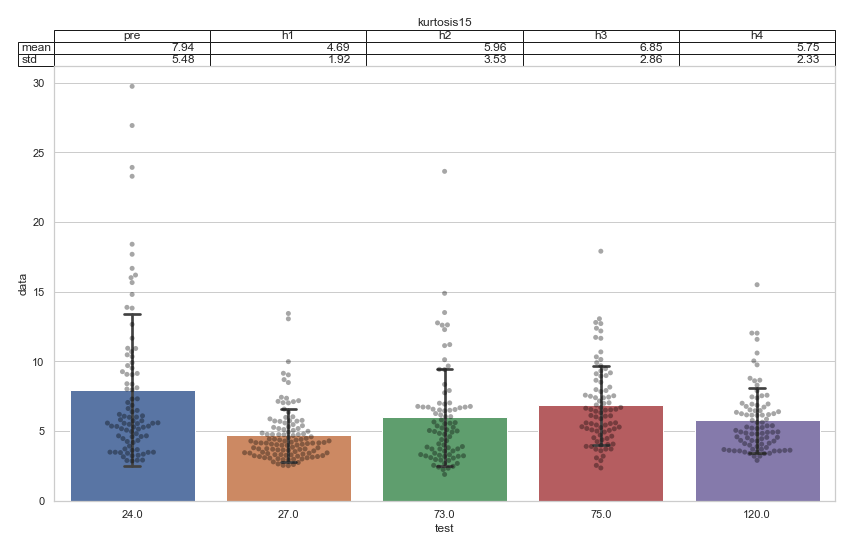 kurtosis15
pre h1 h2 h3 h4
mean 7.94 4.69 5.96 6.85 5.75
std 5.48 1.92 3.53 2.86 2.33
30
25
20
15
10
5
0
data
24.0 27.0 73.0 75.0 120.0
test